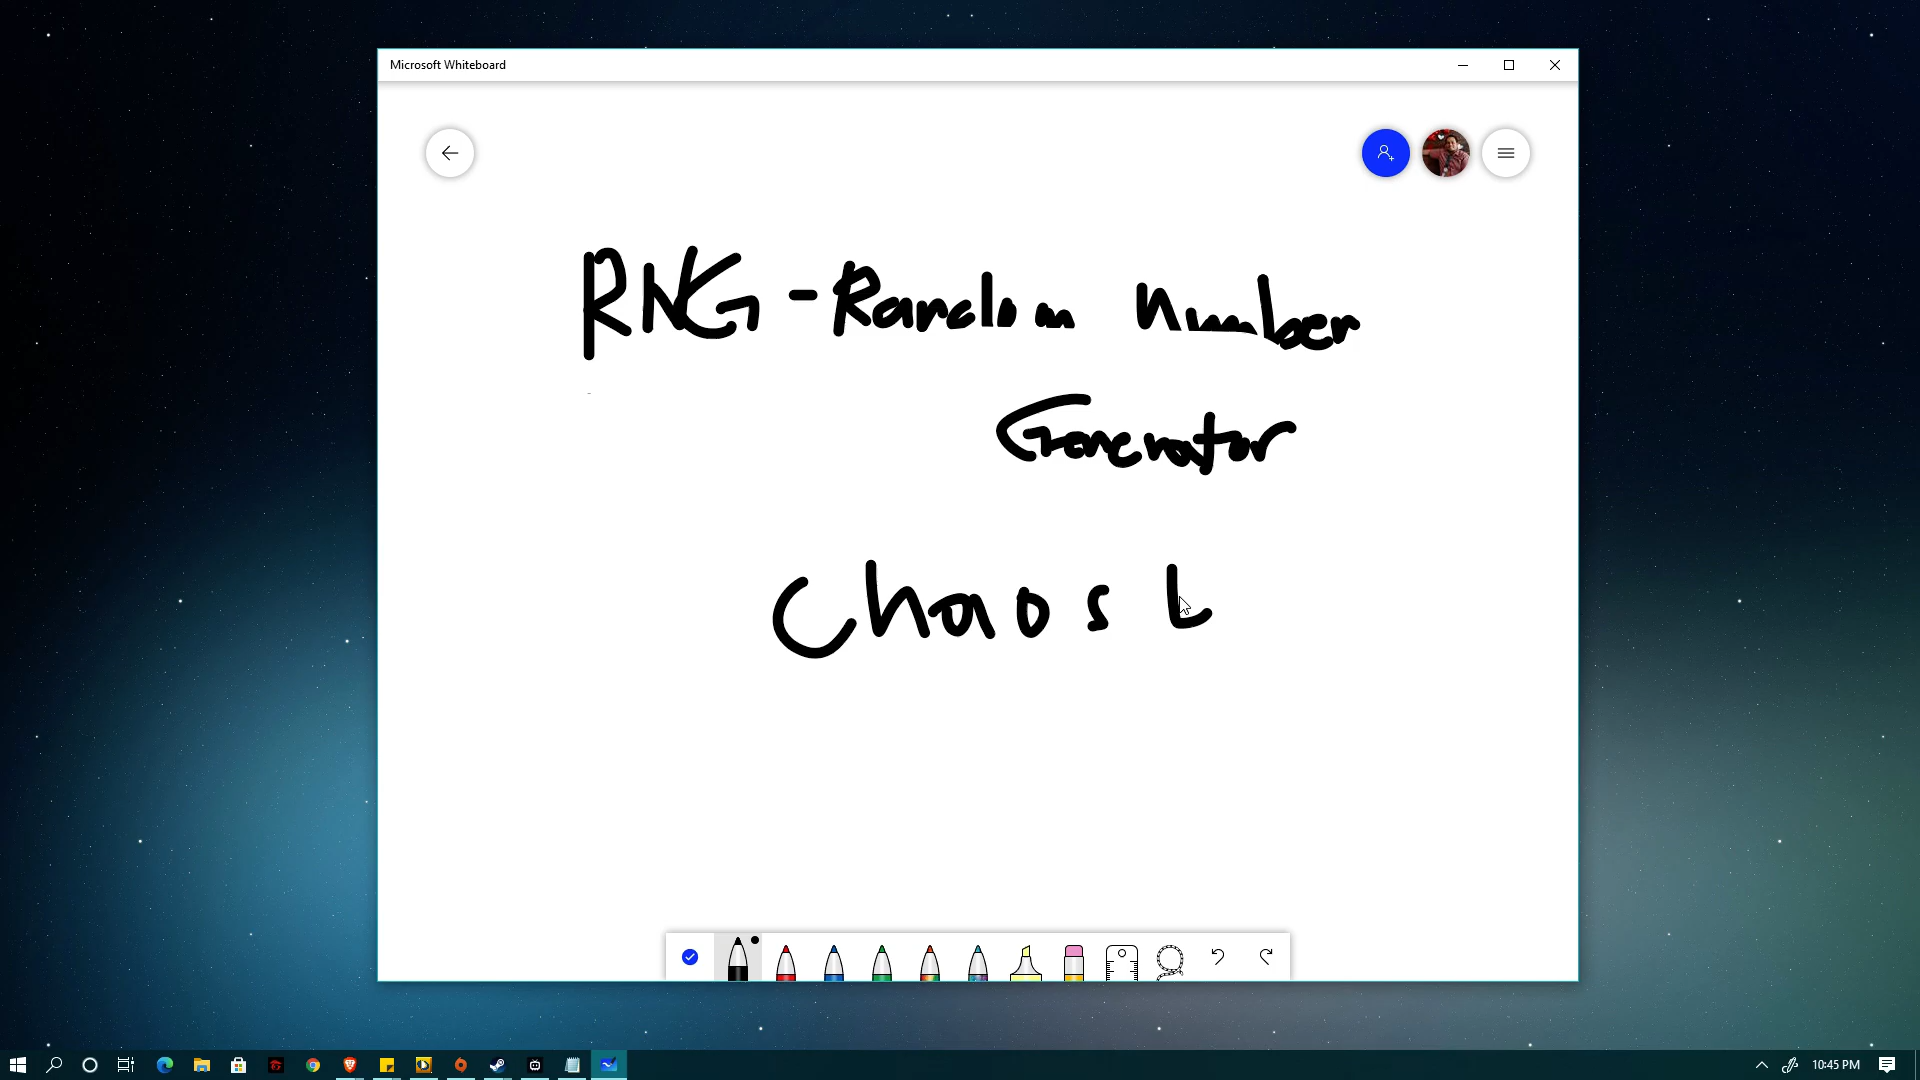 Microsoft Whiteboard
RNG - Random Number
Generator
Chaos
10:45 PM